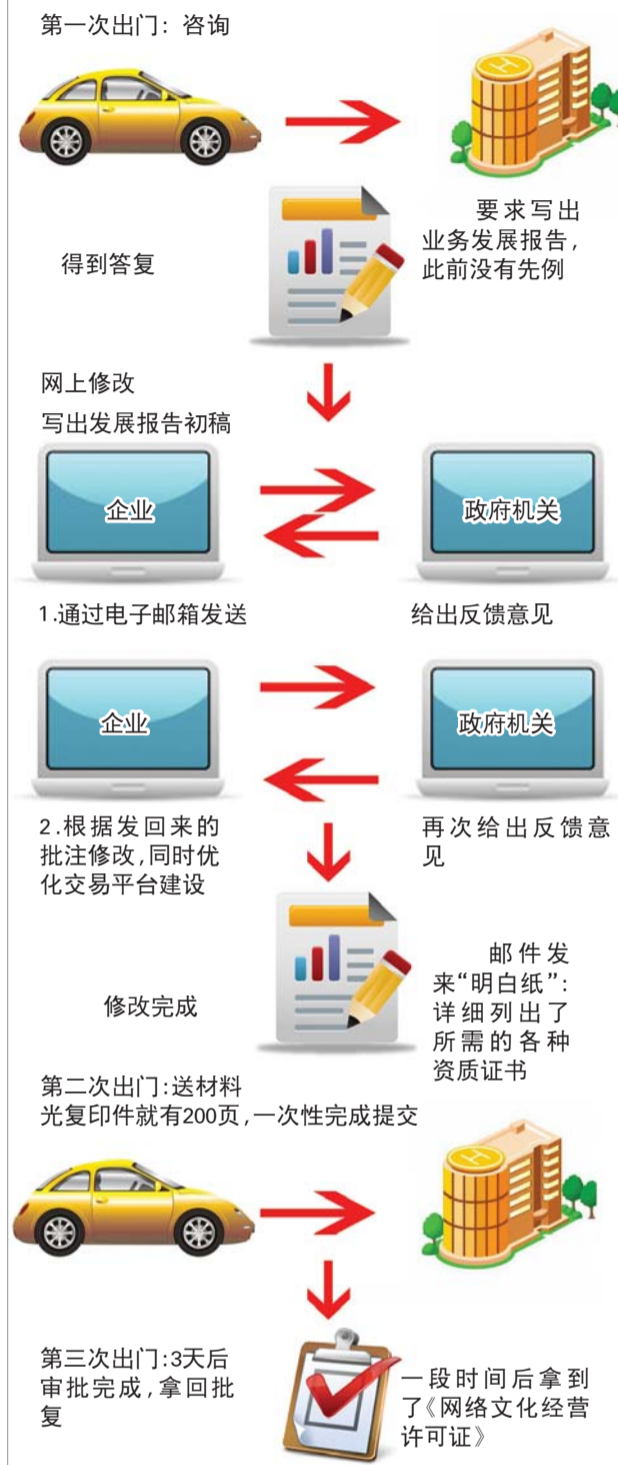 第一次出门：咨询
要求写出
业务发展报告，
此前没有先例
得到答复
网上修改
写出发展报告初稿
企业
政府机关
1.通过电子邮箱发送
给出反馈意见
企业
政府机关
2.根据发回来的
批注修改，同时优
化交易平台建设
再次给出反馈意
见
邮件发
来“明白纸”：
详细列出了
所需的各种
资质证书
修改完成
第二次出门：送材料
光复印件就有200页，一次性完成提交
第三次出门：3天后
审批完成，拿回批
复
一段时间后拿到
了《网络文化经营
许可证》